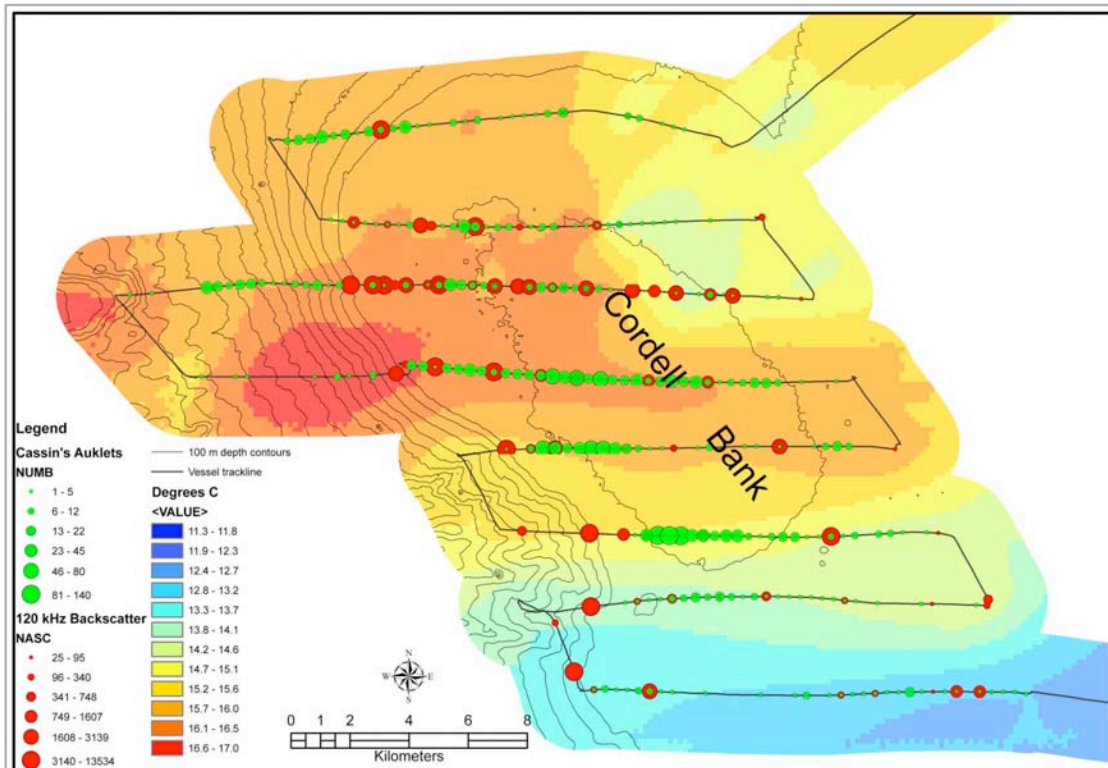 Cordell
Bank
Legend
Cassin's Auklets
NUMB
1 - 5
6 - 12
13 - 22
23 - 45
46 - 80
81 - 140
120 kHz Backscatter
NASC
25 - 95
96 - 340
341 - 748
749 - 1607
1608 - 3139
3140 - 13534
100 m depth contours
Vessel trackline
Degrees C
<VALUE>
11.3 - 11.8
11.9 - 12.3
12.4 - 12.7
12.8 - 13.2
13.3 - 13.7
13.8 - 14.1
14.2 - 14.6
14.7 - 15.1
15.2 - 15.6
15.7 - 16.0
16.1 - 16.5
16.6 - 17.0
N
W E
S
0 2 4 6 8
Kilometers